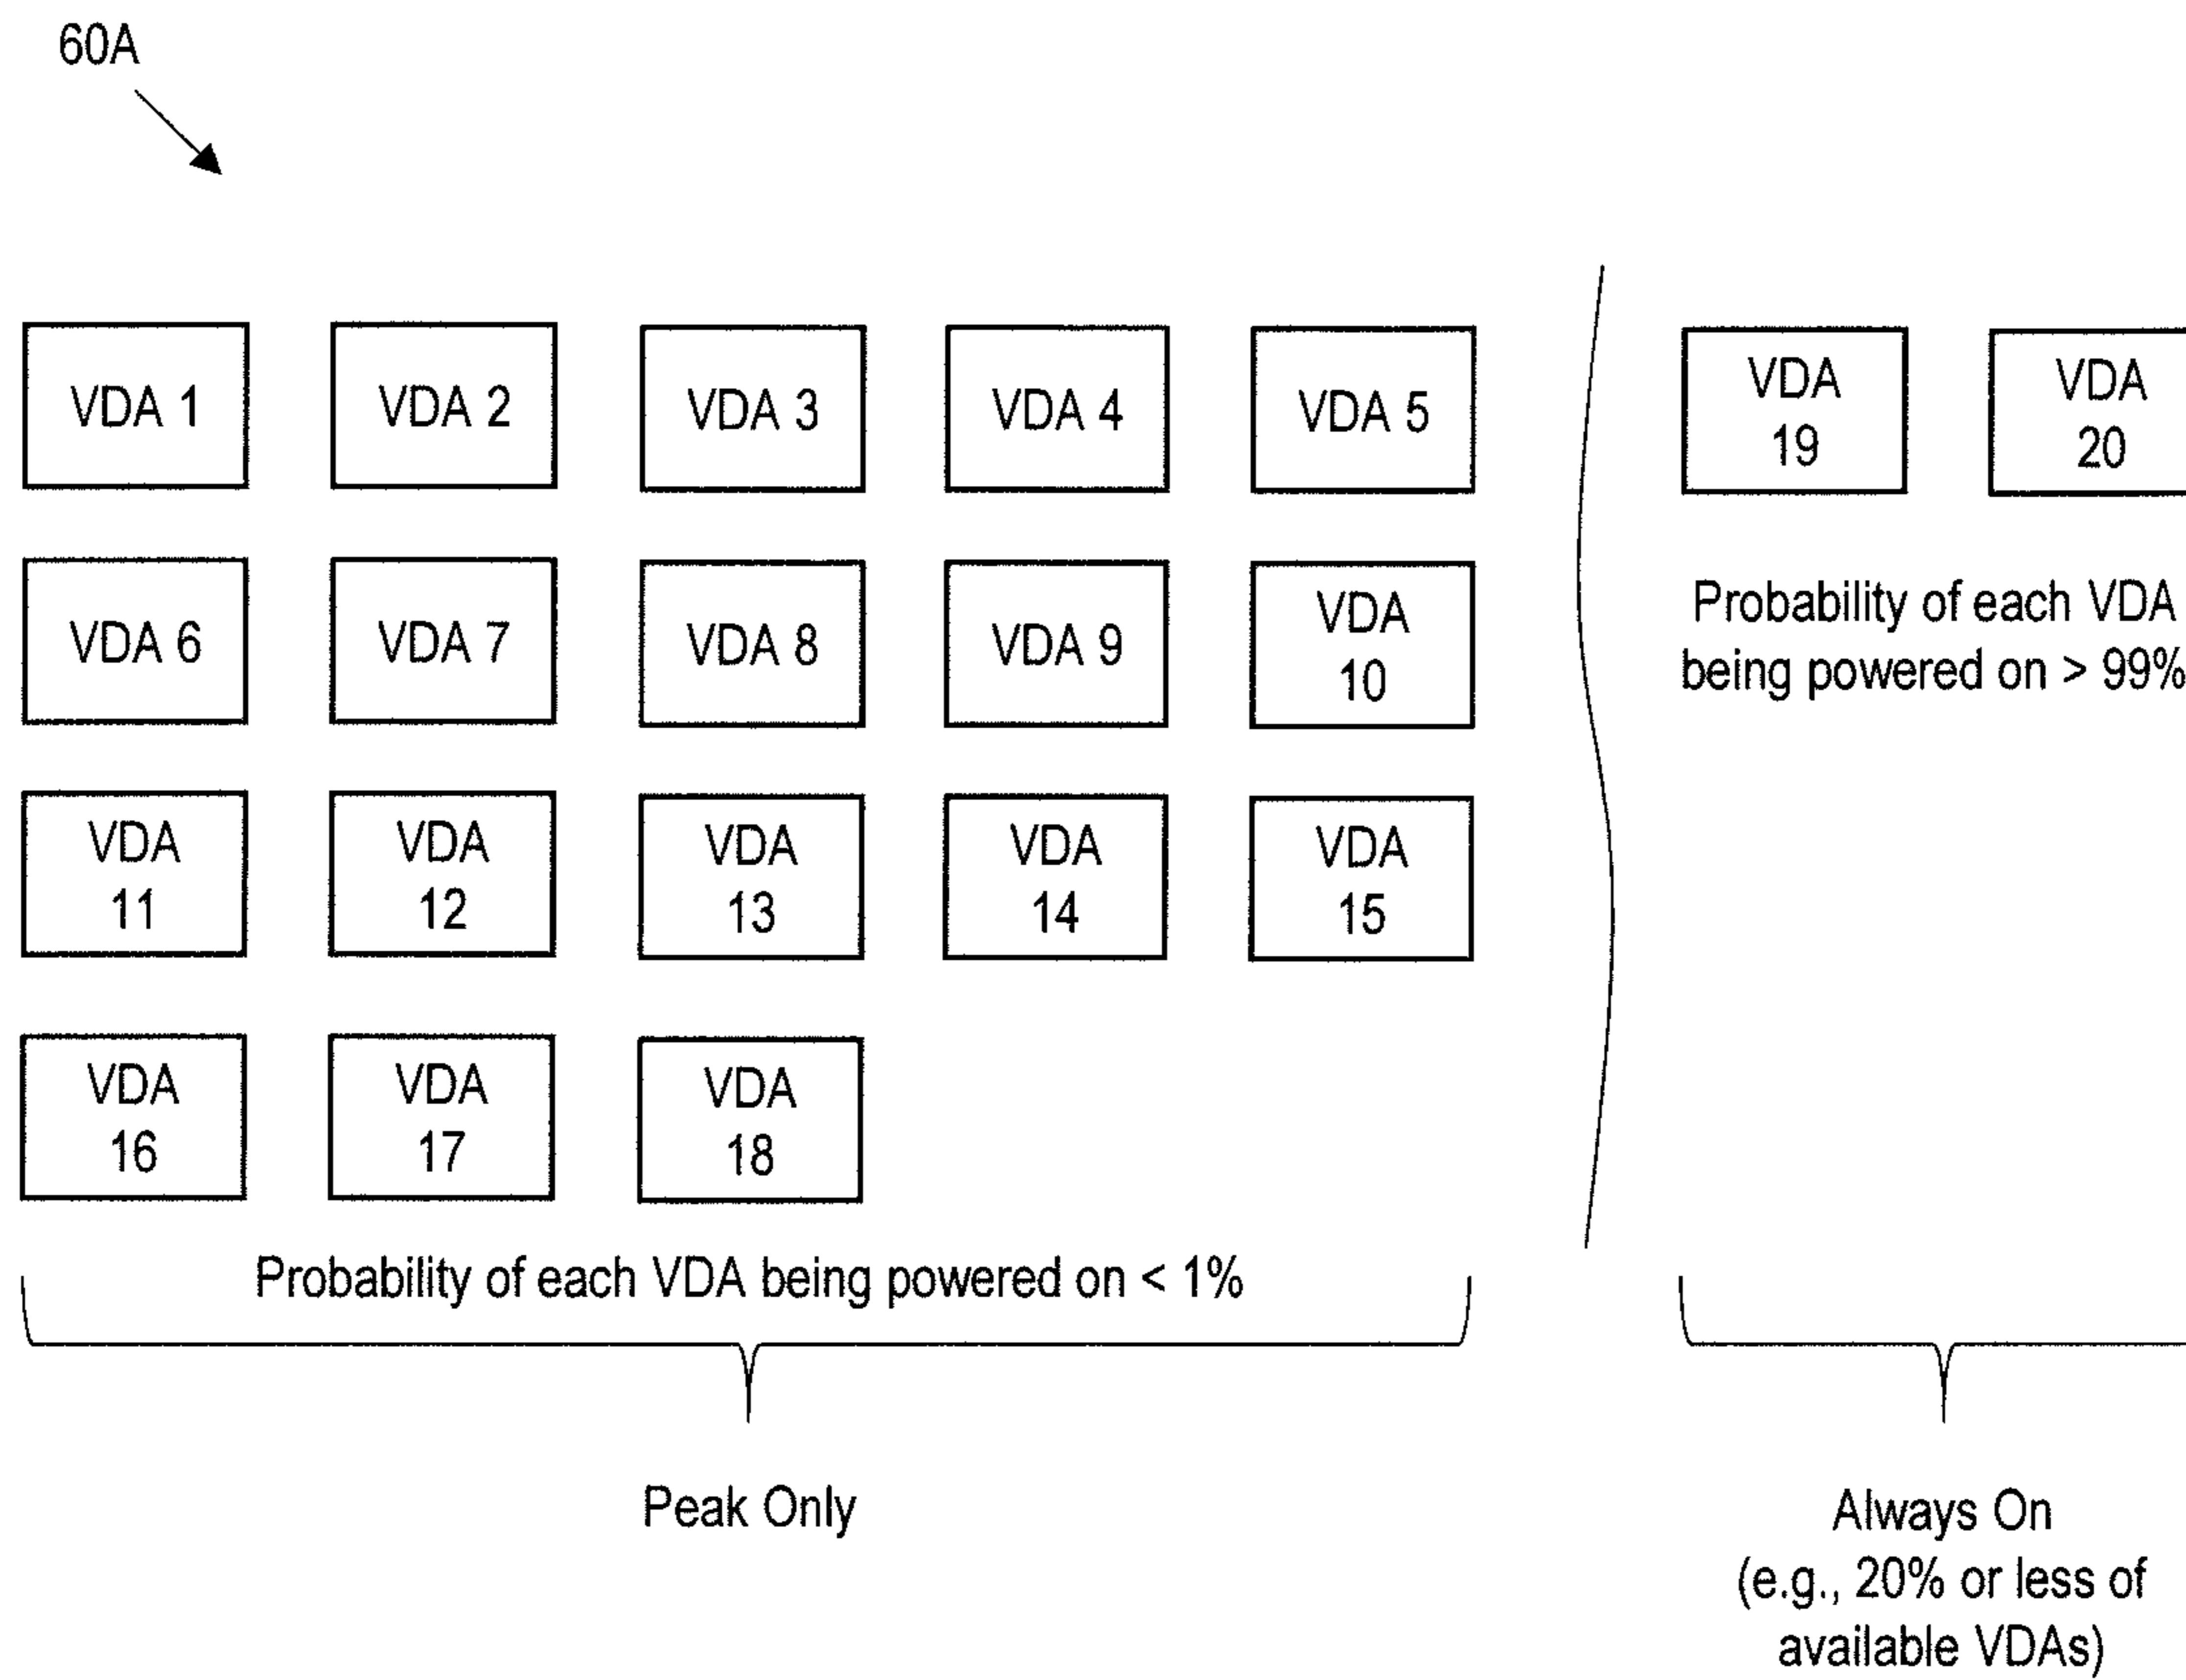 60A
VDA 1
VDA 2
VDA 3
VDA 4
VDA 5
VDA 6
VDA 7
VDA 8
VDA 9
VDA
10
VDA
11
VDA
12
VDA
13
VDA
14
VDA
15
VDA
16
VDA
17
VDA
18
Probability of each VDA being powered on < 1%
Peak Only
VDA
19
VDA
20
Probability of each VDA
being powered on > 99%
Always On
(e.g., 20% or less of
available VDAs)